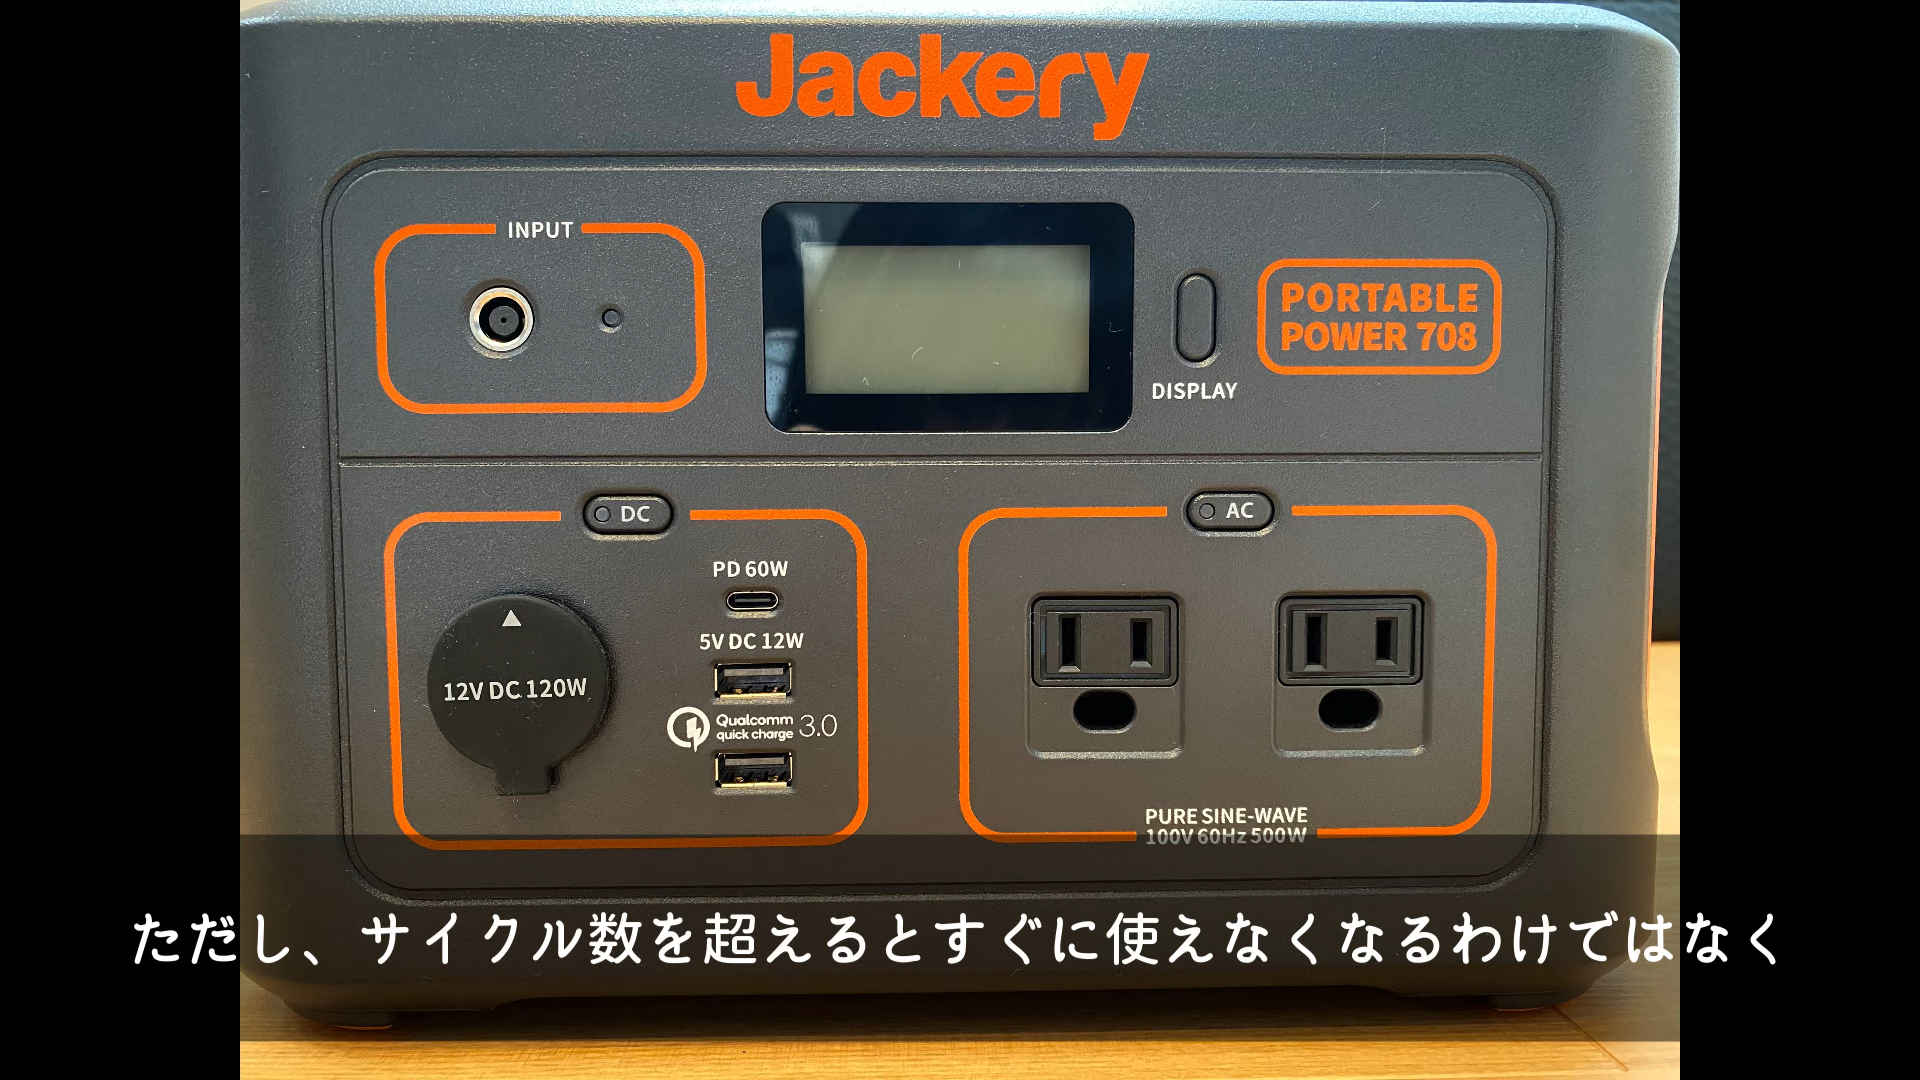 Jackery
INPUT
DISPLAY
PORTABLE
POWER 708
DC
12V DC 120W
PD 60W
5V DC 12W
Qualcomm
quick charge 3.0
AC
PURE SINE-WAVE
100V 60Hz 500W
ただし、サイクル数を超えるとすぐに使えなくなるわけではなく